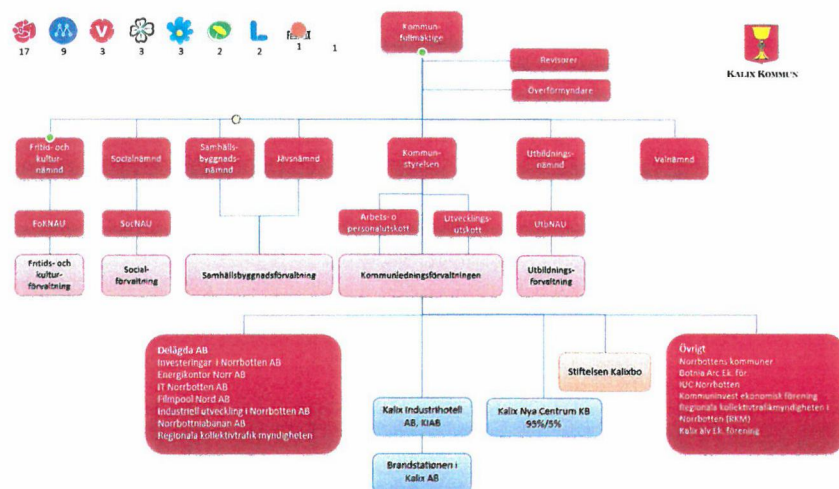 17 9 3 3 3 2 2 1 1
V
L
KALIX KOMMUN
Kommun-
fullmäktige
Revisorer
Överförmyndare
Fritid- och
kultur-
nämnd
Socialnämnd
Samhälls
byggnads-
nämnd
Jävsnämnd
Kommun-
styrelsen
Utbildnings-
nämnd
Valnämnd
FoKNAU
SocNAU
Arbets- o
personalutskott
Utvecklings-
utskott
UtbNAU
Fritids- och
kultur-
förvaltning
Social-
förvaltning
Samhällsbyggnadsförvaltning
Kommunledningsförvaltningen
Utbildnings-
förvaltning
Delägda AB
Investeringar i Norrbotten AB
Energikontor Norr AB
IT Norrbotten AB
Filmpool Nord AB
Industriell utveckling i Norrbotten AB
Norrbottniabanan AB
Regionala kollektivtrafik myndigheten
Kalix Industrihotell
AB, KIAB
Brandstationen i
Kalix AB
Kalix Nya Centrum KB
95%/5%
Stiftelsen Kalixbo
Övrigt
Norrbottens kommuner
Botnia Arc Ek. för
IUC Norrbotten
Kommuninvest ekonomisk förening
Regionala kollektivtrafikmyndigheten i
Norrbotten (RKM)
Kalix älv Ek. förening